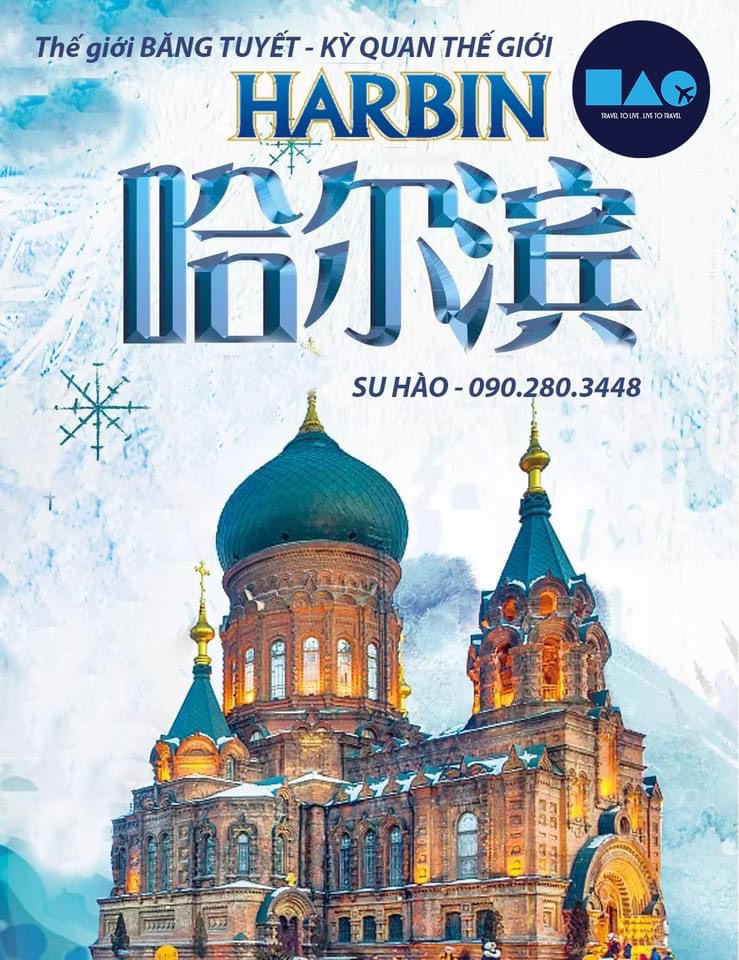 Thế giới BĂNG TUYẾT - KỲ QUAN THẾ GIỚI
HARBIN
TRAVEL TO LIVE . LIVE TO TRAVEL
哈尔滨
SU HÀO - 090.280.3448